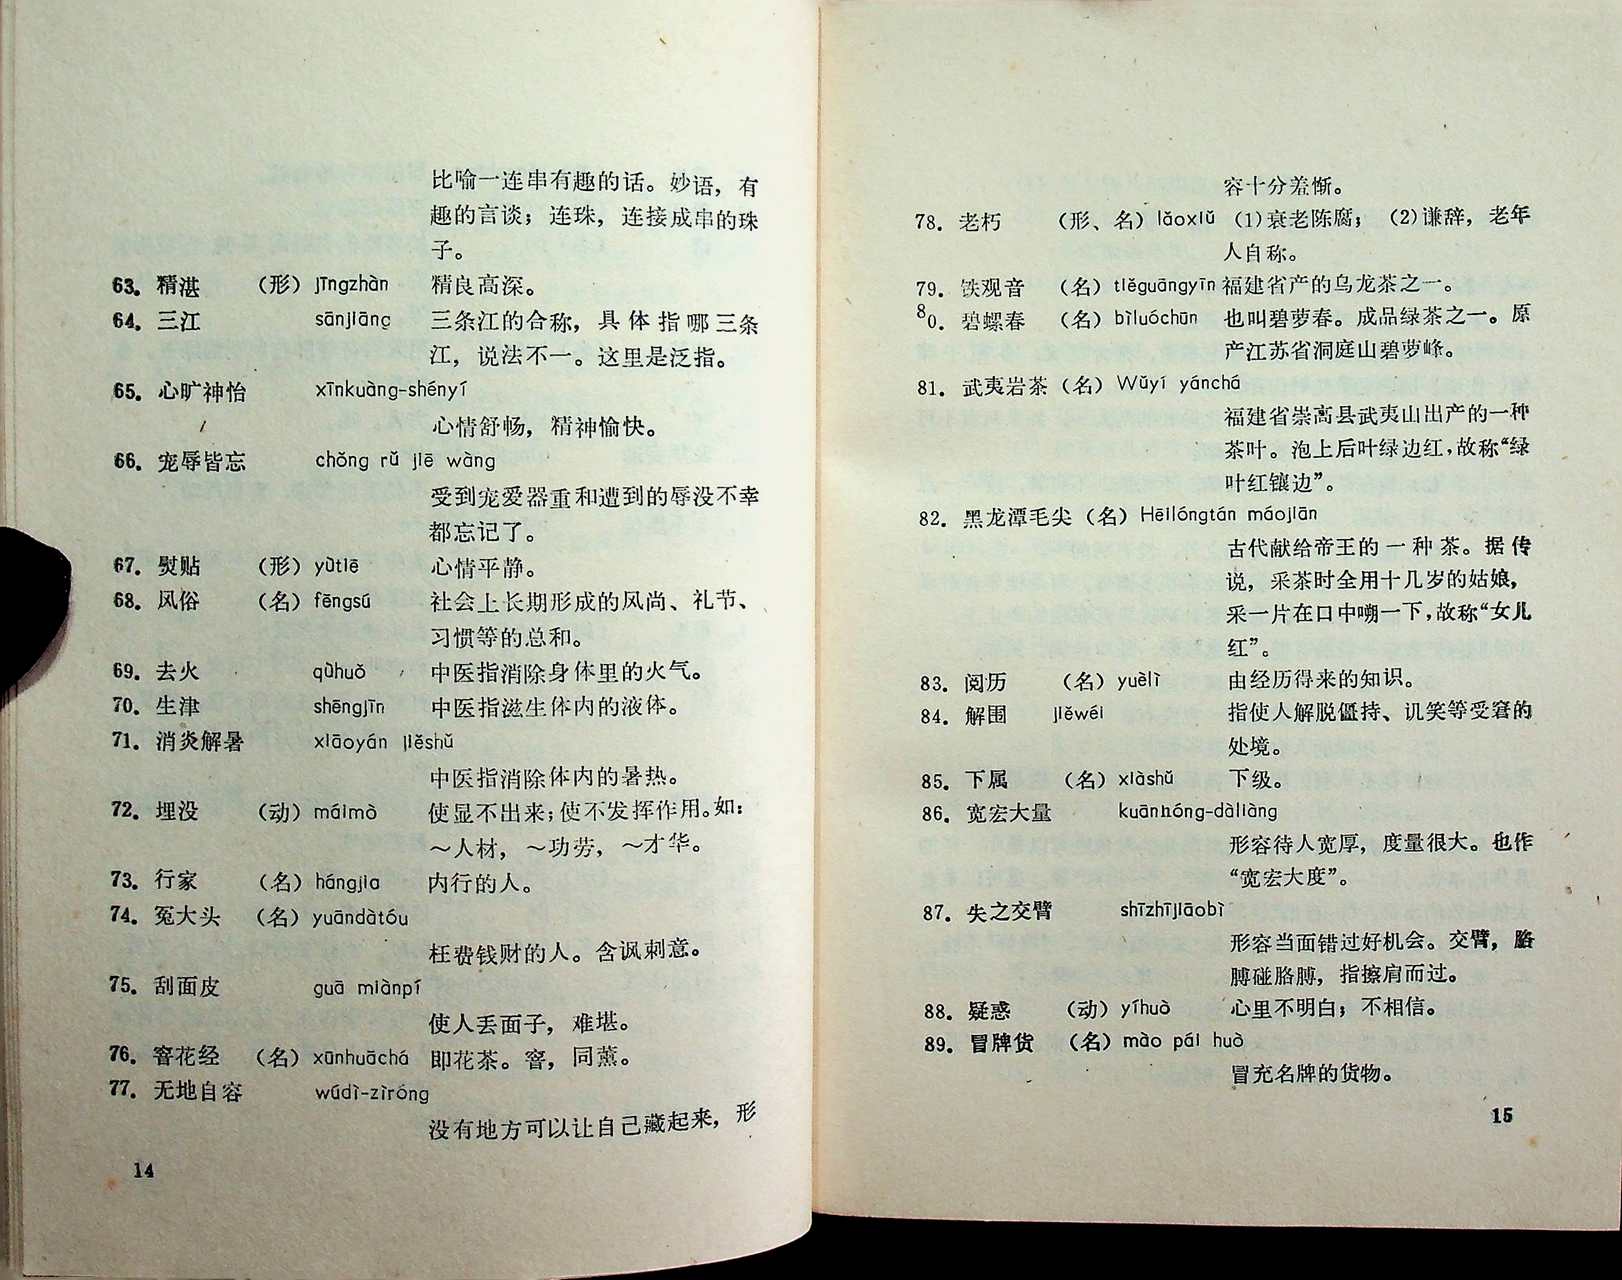 比喻一连串有趣的话。妙语，有
趣的言谈；连珠，连接成串的珠
子。
63. 精湛 （形）jīngzhàn 精良高深。
64. 三江 sānjiāng 三条江的合称，具体指哪三条
江，说法不一。这里是泛指。
65. 心旷神怡 xīnkuàng-shényí
心情舒畅，精神愉快。
66. 宠辱皆忘 chǒng rǔ jiē wàng
受到宠爱器重和遭到的辱没不幸
都忘记了。
67. 熨贴 （形）yùtiē 心情平静。
68. 风俗 （名）fēngsú 社会上长期形成的风尚、礼节、
习惯等的总和。
69. 去火 qùhuǒ 中医指消除身体里的火气。
70. 生津 shēngjīn 中医指滋生体内的液体。
71. 消炎解暑 xiāoyán jiěshǔ
中医指消除体内的暑热。
72. 埋没 （动）máimò 使显不出来；使不发挥作用。如：
～人材，～功劳，～才华。
73. 行家 （名）hángjia 内行的人。
74. 冤大头 （名）yuāndàtóu
枉费钱财的人。含讽刺意。
75. 刮面皮 guā miànpí
使人丢面子，难堪。
76. 窨花经 （名）xūnhuāchá 即花茶。窨，同薰。
77. 无地自容 wúdì-zìróng
没有地方可以让自己藏起来，形
14
容十分羞惭。
78. 老朽 （形、名）lǎoxiǔ （1）衰老陈腐；（2）谦辞，老年
人自称。
79. 铁观音 （名）tiěguāngyīn 福建省产的乌龙茶之一。
80. 碧螺春 （名）bìluóchūn 也叫碧萝春。成品绿茶之一。原
产江苏省洞庭山碧萝峰。
81. 武夷岩茶（名）Wǔyí yánchá
福建省崇高县武夷山出产的一种
茶叶。泡上后叶绿边红，故称“绿
叶红镶边”。
82. 黑龙潭毛尖（名）Hēilóngtán máojiān
古代献给帝王的一种茶。据传
说，采茶时全用十几岁的姑娘，
采一片在口中嘲一下，故称“女儿
红”。
83. 阅历 （名）yuèlì 由经历得来的知识。
84. 解围 jiěwéi 指使人解脱僵持、讥笑等受窘的
处境。
85. 下属 （名）xiàshǔ 下级。
86. 宽宏大量 kuānhóng-dàliàng
形容待人宽厚，度量很大。也作
“宽宏大度”。
87. 失之交臂 shīzhījiāobì
形容当面错过好机会。交臂，胳
膊碰胳膊，指擦肩而过。
88. 疑惑 （动）yíhuò 心里不明白；不相信。
89. 冒牌货 （名）mào pái huò
冒充名牌的货物。
15